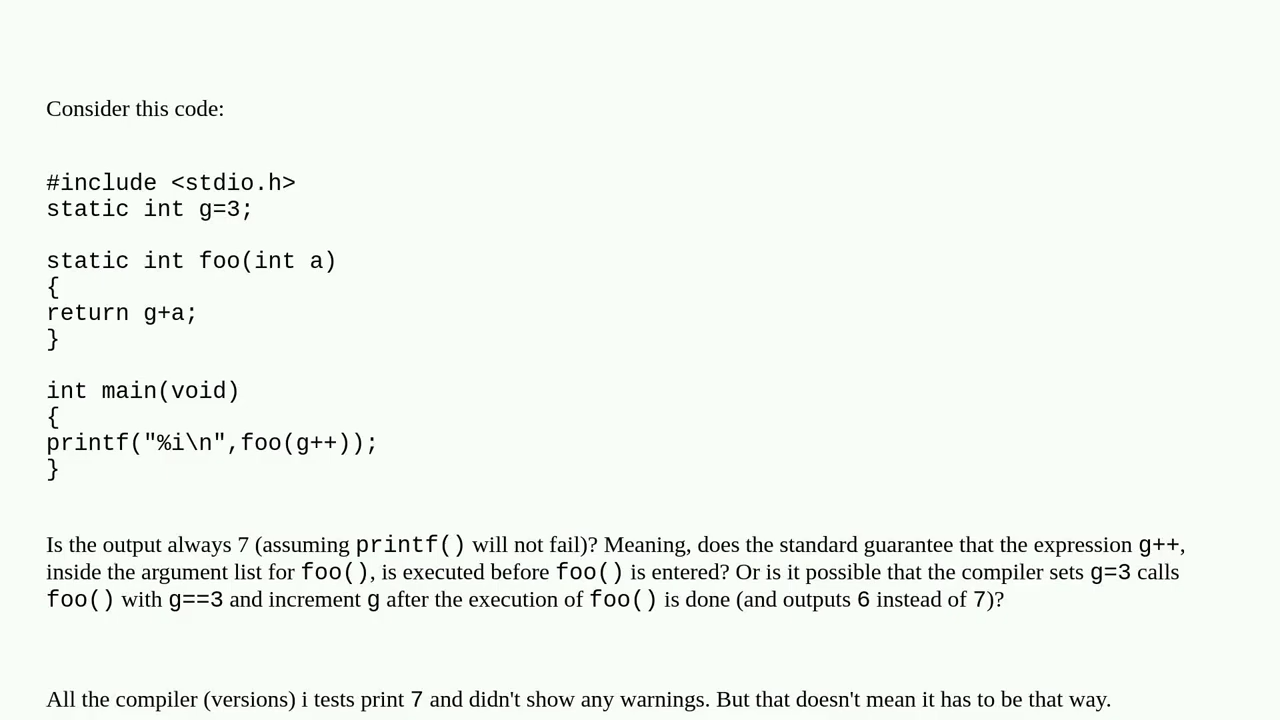 Consider this code:
#include <stdio.h>
static int g=3;
static int foo(int a)
{
return g+a;
}
int main(void)
{
printf("%i\n",foo(g++));
}
Is the output always 7 (assuming printf() will not fail)? Meaning, does the standard guarantee that the expression g++,
inside the argument list for foo(), is executed before foo() is entered? Or is it possible that the compiler sets g=3 calls
foo() with g==3 and increment g after the execution of foo() is done (and outputs 6 instead of 7)?
All the compiler (versions) i tests print 7 and didn't show any warnings. But that doesn't mean it has to be that way.